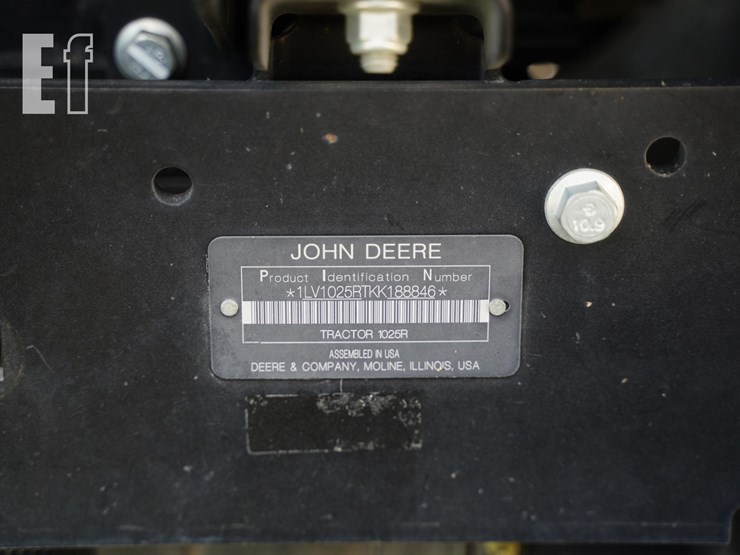 Ef
10.9
JOHN DEERE
P I N
Product Identification Number
*1LV1025RTKK188846*
TRACTOR 1025R
ASSEMBLED IN USA
DEERE & COMPANY, MOLINE, ILLINOIS, USA